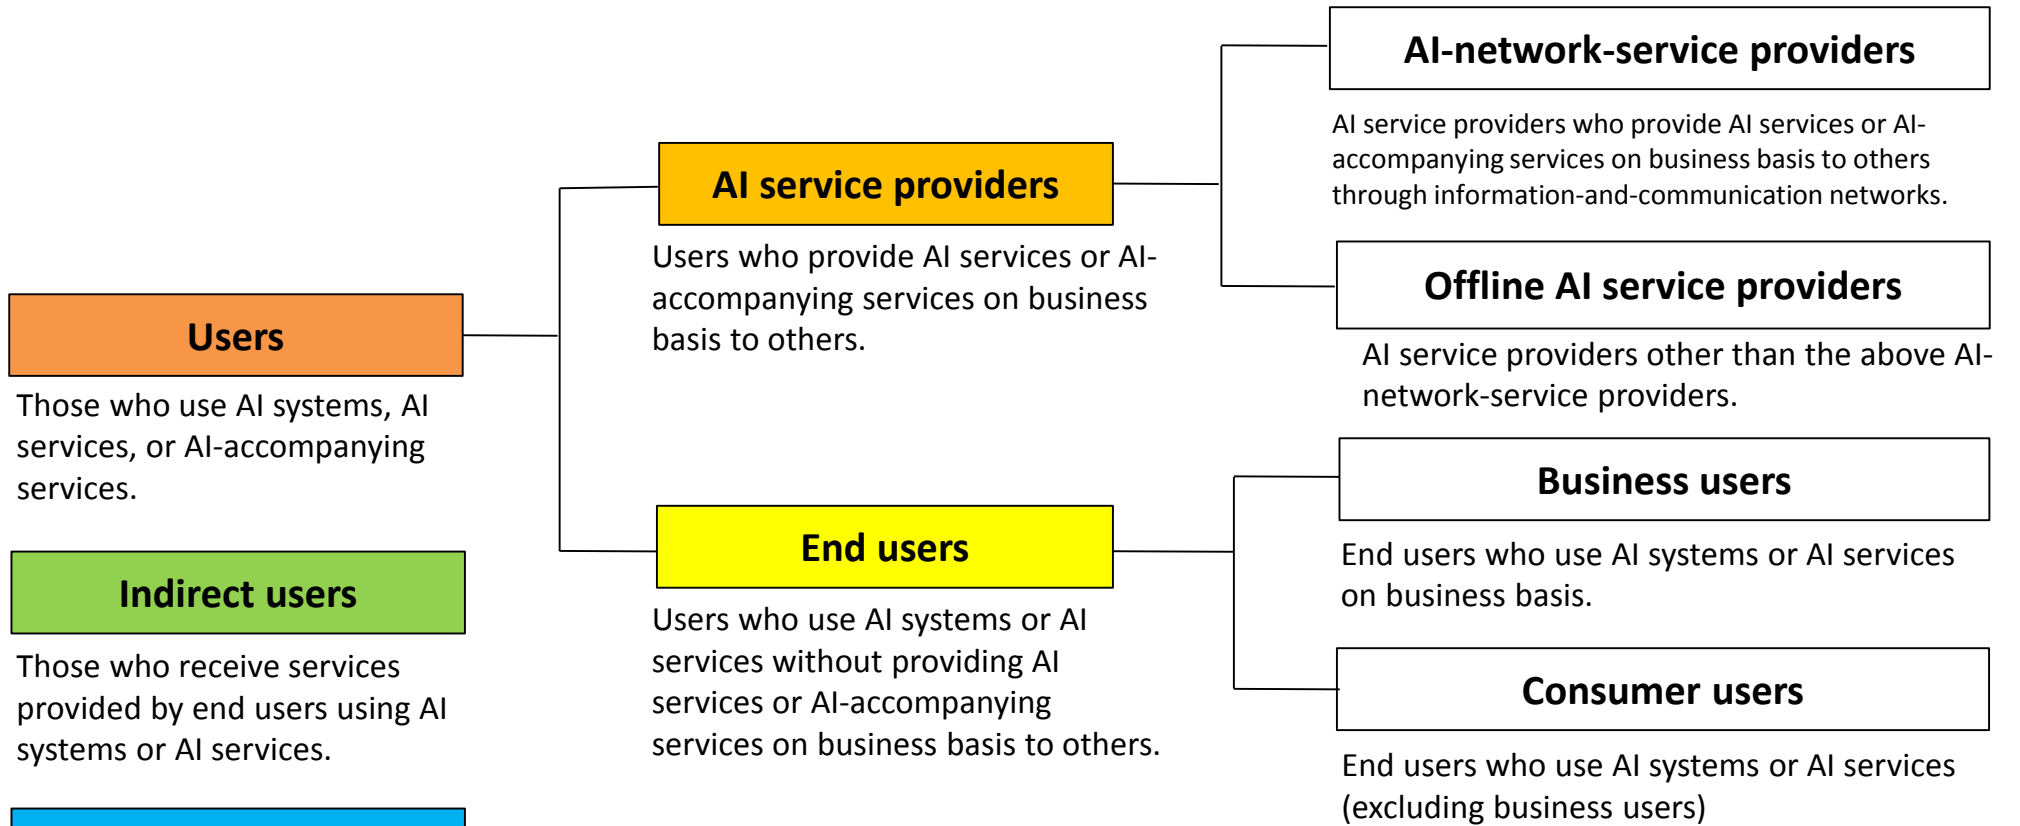 AI-network-service providers
AI service providers who provide AI services or AI-
accompanying services on business basis to others
through information-and-communication networks.
AI service providers
Users who provide AI services or AI-
accompanying services on business
basis to others.
Offline AI service providers
AI service providers other than the above AI-
network-service providers.
Users
Those who use AI systems, AI
services, or AI-accompanying
services.
Business users
End users who use AI systems or AI services
on business basis.
End users
Users who use AI systems or AI
services without providing AI
services or AI-accompanying
services on business basis to others.
Indirect users
Those who receive services
provided by end users using AI
systems or AI services.
Consumer users
End users who use AI systems or AI services
(excluding business users)